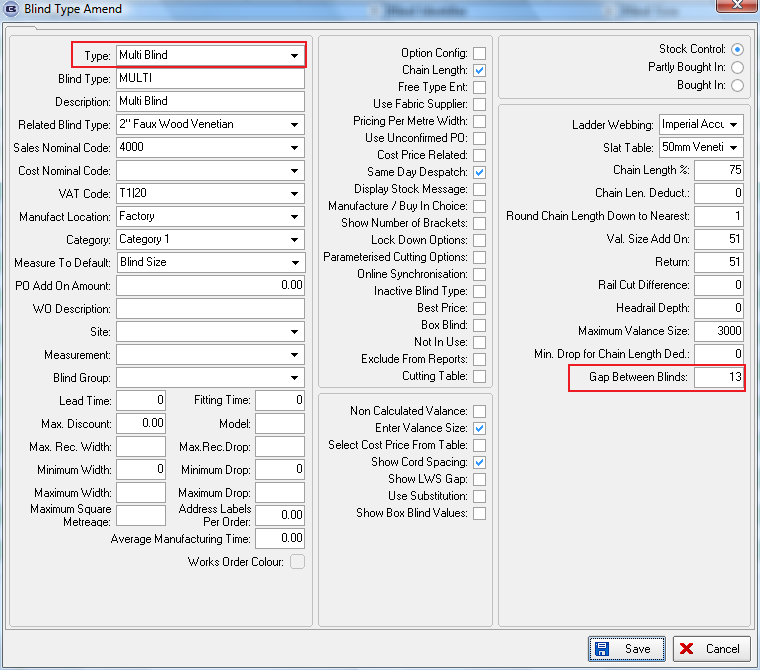 Blind Type Amend
Type: Multi Blind
Blind Type: MULTI
Description: Multi Blind
Related Blind Type: 2" Faux Wood Venetian
Sales Nominal Code: 4000
Cost Nominal Code:
VAT Code: T1|20
Manufact Location: Factory
Category: Category 1
Measure To Default: Blind Size
PO Add On Amount: 0.00
WO Description:
Site:
Measurement:
Blind Group:
Lead Time: 0 Fitting Time: 0
Max. Discount: 0.00 Model:
Max. Rec. Width: Max.Rec.Drop:
Minimum Width: 0 Minimum Drop: 0
Maximum Width: Maximum Drop:
Maximum Square Metreage: Address Labels Per Order: 0.00
Average Manufacturing Time: 0.00
Works Order Colour:
Option Config:
Chain Length:
Free Type Ent:
Use Fabric Supplier:
Pricing Per Metre Width:
Use Unconfirmed PO:
Cost Price Related:
Same Day Despatch:
Display Stock Message:
Manufacture / Buy In Choice:
Show Number of Brackets:
Lock Down Options:
Parameterised Cutting Options:
Online Synchronisation:
Inactive Blind Type:
Best Price:
Box Blind:
Not In Use:
Exclude From Reports:
Cutting Table:
Non Calculated Valance:
Enter Valance Size:
Select Cost Price From Table:
Show Cord Spacing:
Show LWS Gap:
Use Substitution:
Show Box Blind Values:
Stock Control:
Partly Bought In:
Bought In:
Ladder Webbing: Imperial Accu
Slat Table: 50mm Veneti
Chain Length %: 75
Chain Len. Deduct.: 0
Round Chain Length Down to Nearest: 1
Val. Size Add On: 51
Return: 51
Rail Cut Difference: 0
Headrail Depth: 0
Maximum Valance Size: 3000
Min. Drop for Chain Length Ded.: 0
Gap Between Blinds: 13
Save
Cancel